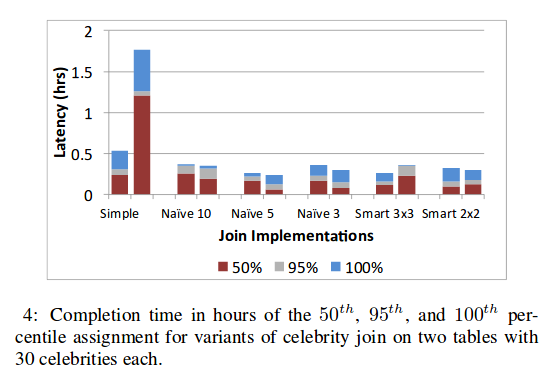 2
1.5
1
0.5
0
Latency (hrs)
Simple Naïve 10 Naïve 5 Naïve 3 Smart 3x3 Smart 2x2
Join Implementations
50% 95% 100%
4: Completion time in hours of the 50th, 95th, and 100th per-
centile assignment for variants of celebrity join on two tables with
30 celebrities each.